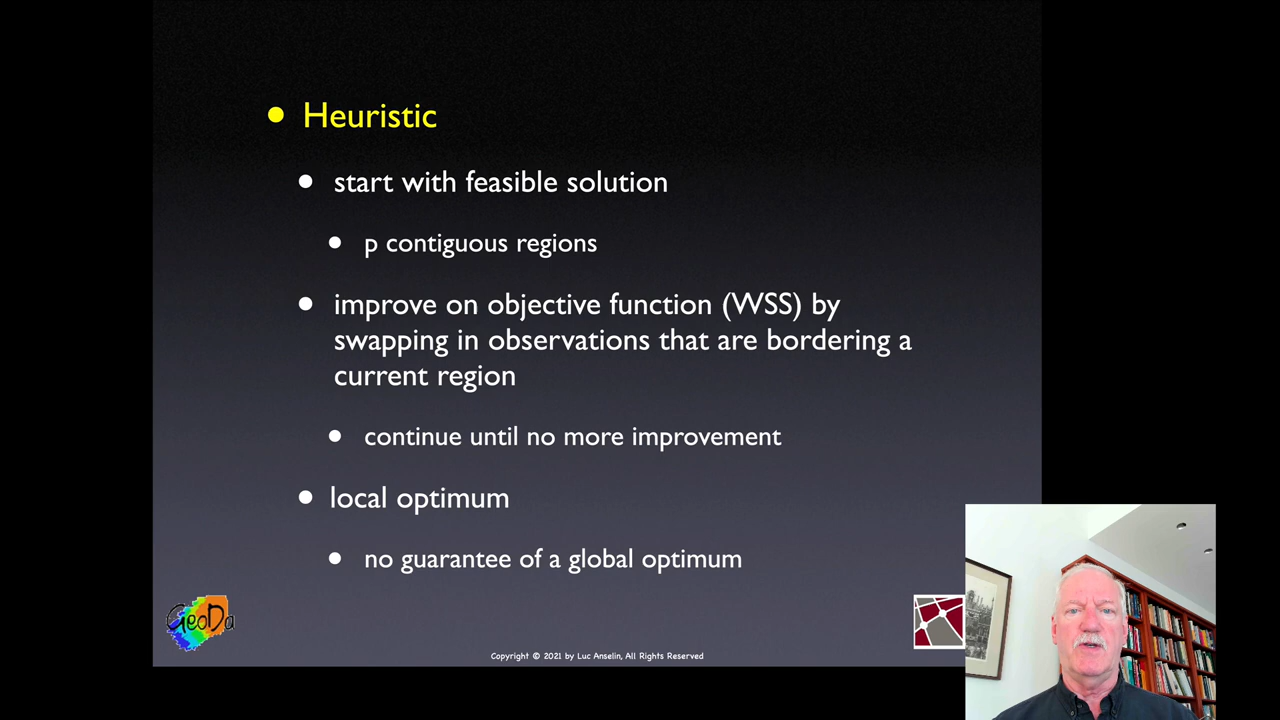 Heuristic
start with feasible solution
p contiguous regions
improve on objective function (WSS) by
swapping in observations that are bordering a
current region
continue until no more improvement
local optimum
no guarantee of a global optimum
GeoDa
Copyright © 2021 by Luc Anselin, All Rights Reserved